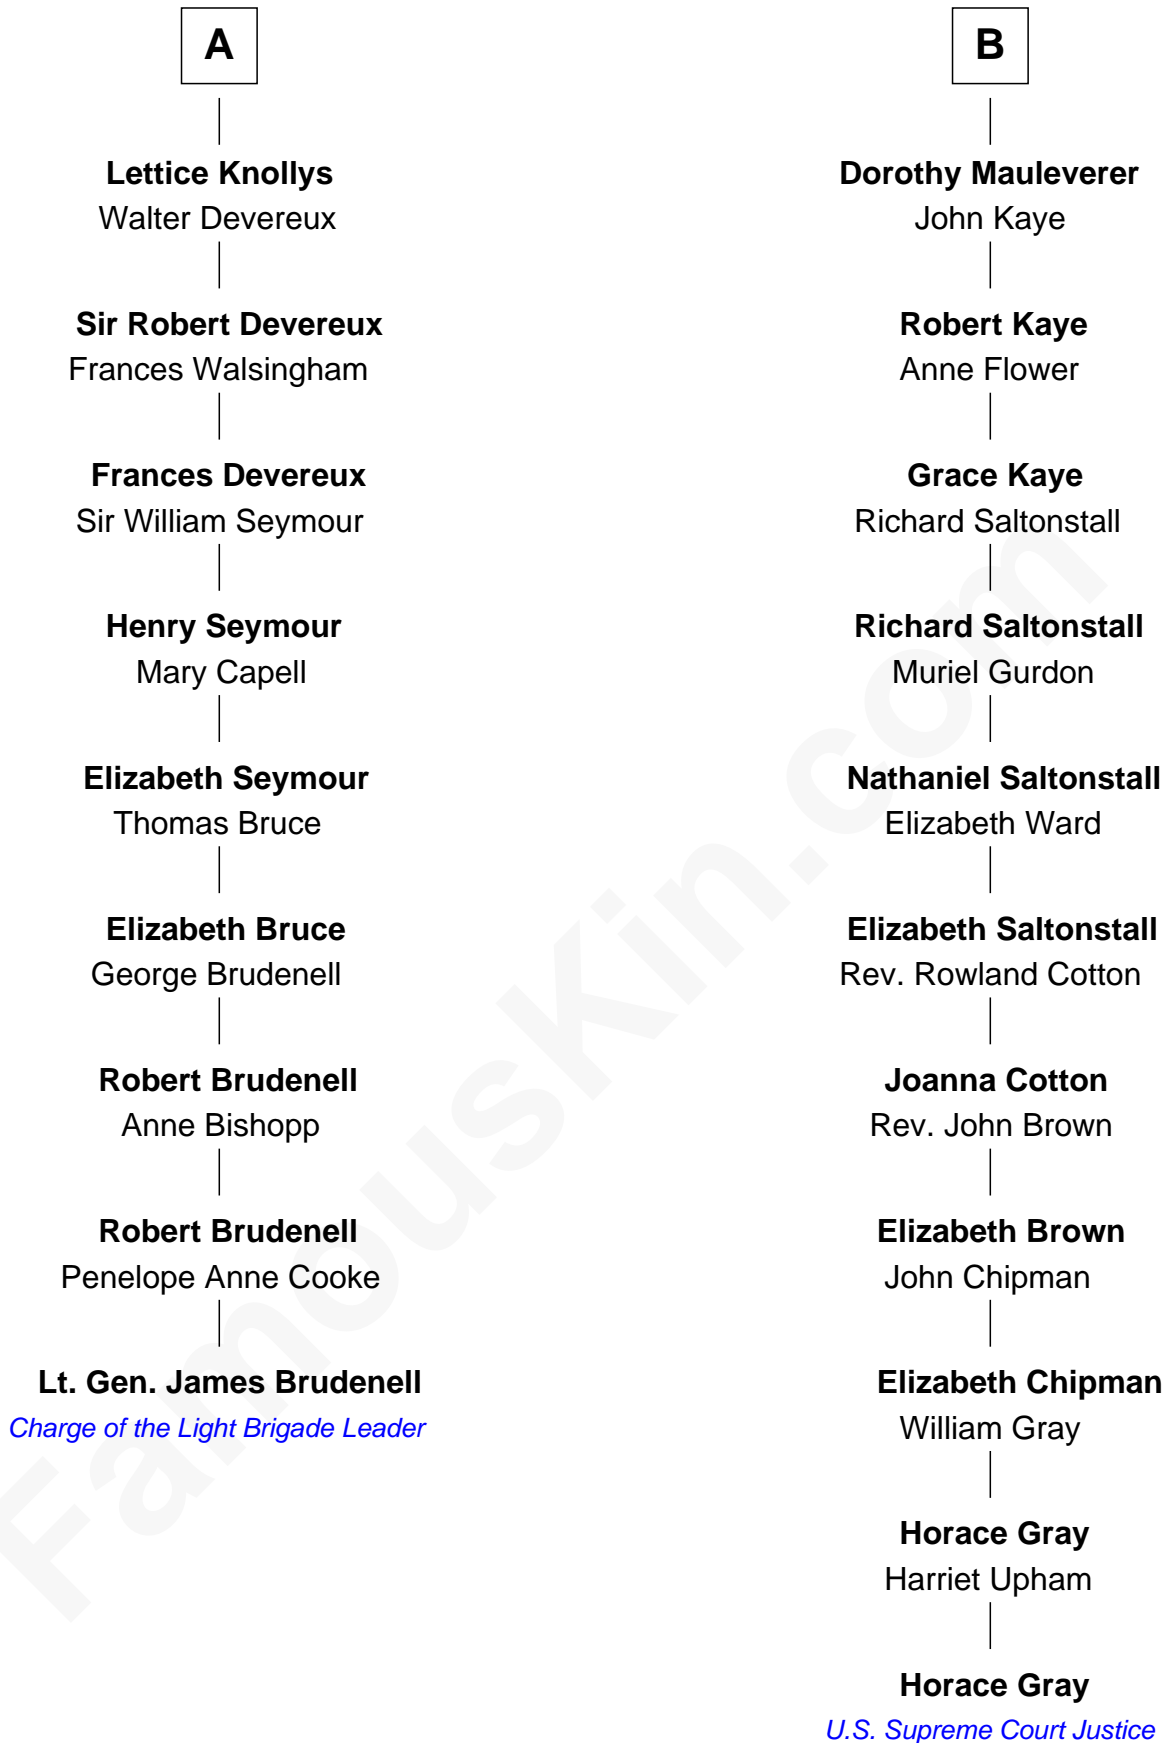 A
Lettice Knollys
Walter Devereux
Sir Robert Devereux
Frances Walsingham
Frances Devereux
Sir William Seymour
Henry Seymour
Mary Capell
Elizabeth Seymour
Thomas Bruce
Elizabeth Bruce
George Brudenell
Robert Brudenell
Anne Bishopp
Robert Brudenell
Penelope Anne Cooke
Lt. Gen. James Brudenell
Charge of the Light Brigade Leader
B
Dorothy Mauleverer
John Kaye
Robert Kaye
Anne Flower
Grace Kaye
Richard Saltonstall
Richard Saltonstall
Muriel Gurdon
Nathaniel Saltonstall
Elizabeth Ward
Elizabeth Saltonstall
Rev. Rowland Cotton
Joanna Cotton
Rev. John Brown
Elizabeth Brown
John Chipman
Elizabeth Chipman
William Gray
Horace Gray
Harriet Upham
Horace Gray
U.S. Supreme Court Justice
FamousKin.com